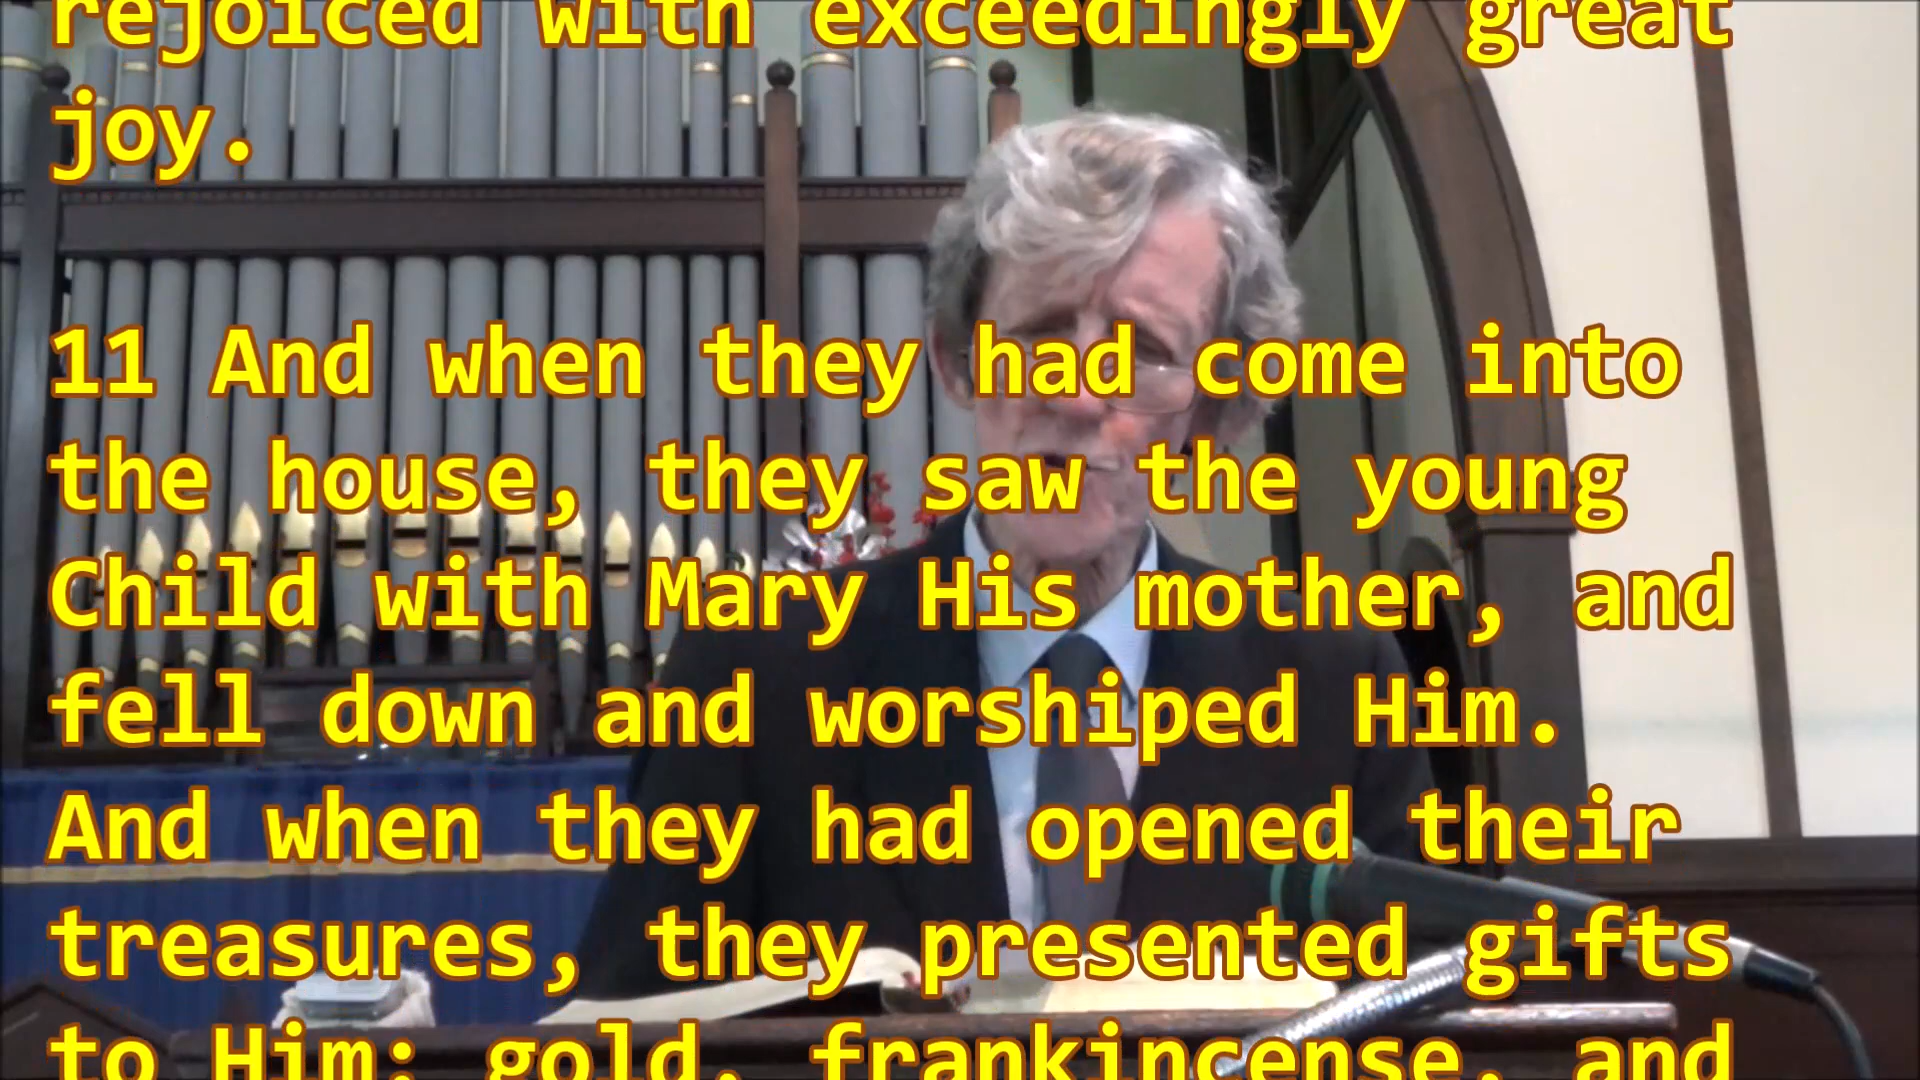 rejoiced with exceedingly great
joy.
11 And when they had come into
the house, they saw the young
Child with Mary His mother, and
fell down and worshiped Him.
And when they had opened their
treasures, they presented gifts
to Him: gold, frankincense, and